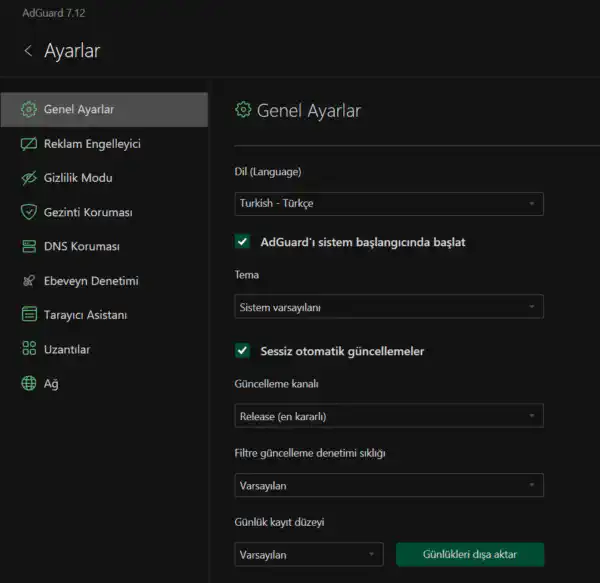 AdGuard 7.12
Ayarlar
Genel Ayarlar
Reklam Engelleyici
Gizlilik Modu
Gezinti Koruması
DNS Koruması
Ebeveyn Denetimi
Tarayıcı Asistanı
Uzantılar
Ağ
Genel Ayarlar
Dil (Language)
Turkish - Türkçe
AdGuard'ı sistem başlangıcında başlat
Tema
Sistem varsayılanı
Sessiz otomatik güncellemeler
Güncelleme kanalı
Release (en kararlı)
Filtre güncelleme denetimi sıklığı
Varsayılan
Günlük kayıt düzeyi
Varsayılan
Günlükleri dışa aktar